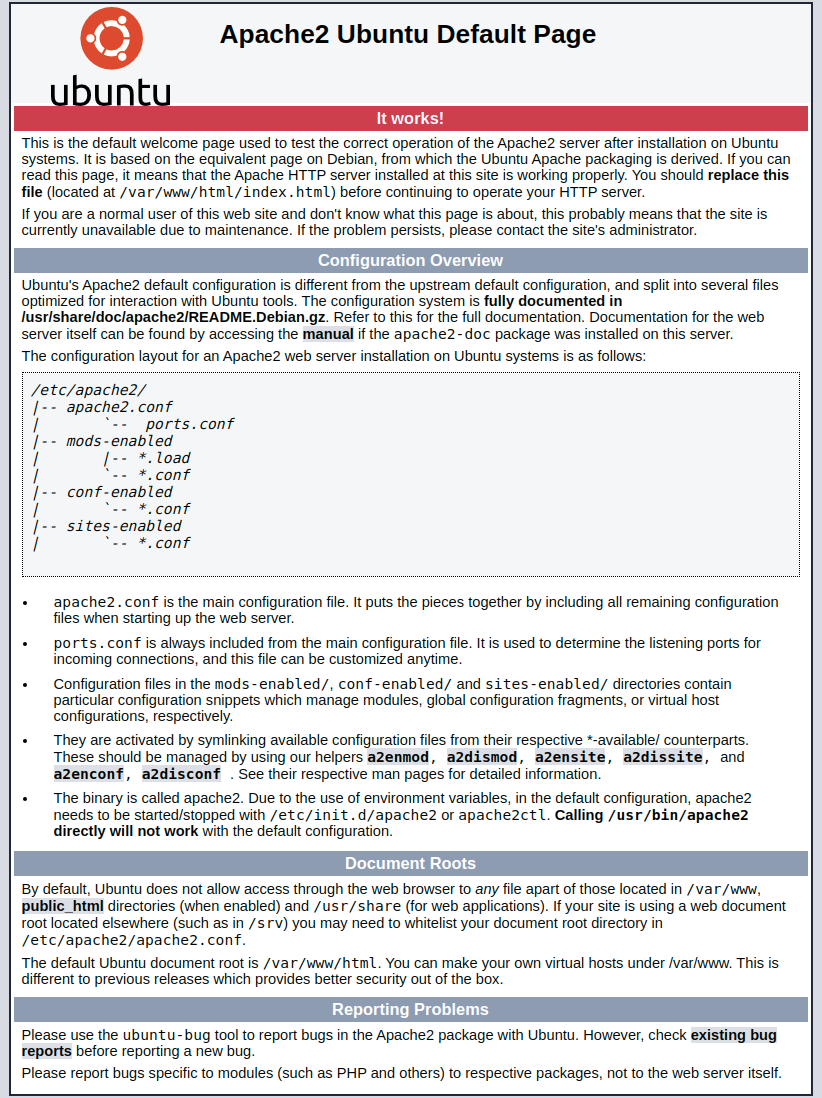 ubuntu
Apache2 Ubuntu Default Page
It works!
This is the default welcome page used to test the correct operation of the Apache2 server after installation on Ubuntu
systems. It is based on the equivalent page on Debian, from which the Ubuntu Apache packaging is derived. If you can
read this page, it means that the Apache HTTP server installed at this site is working properly. You should replace this
file (located at /var/www/html/index.html) before continuing to operate your HTTP server.
If you are a normal user of this web site and don't know what this page is about, this probably means that the site is
currently unavailable due to maintenance. If the problem persists, please contact the site's administrator.
Configuration Overview
Ubuntu's Apache2 default configuration is different from the upstream default configuration, and split into several files
optimized for interaction with Ubuntu tools. The configuration system is fully documented in
/usr/share/doc/apache2/README.Debian.gz. Refer to this for the full documentation. Documentation for the web
server itself can be found by accessing the manual if the apache2-doc package was installed on this server.
The configuration layout for an Apache2 web server installation on Ubuntu systems is as follows:
/etc/apache2/
|-- apache2.conf
|       `--  ports.conf
|-- mods-enabled
|       |-- *.load
|       `-- *.conf
|-- conf-enabled
|       `-- *.conf
|-- sites-enabled
|       `-- *.conf
• apache2.conf is the main configuration file. It puts the pieces together by including all remaining configuration
files when starting up the web server.
• ports.conf is always included from the main configuration file. It is used to determine the listening ports for
incoming connections, and this file can be customized anytime.
• Configuration files in the mods-enabled/, conf-enabled/ and sites-enabled/ directories contain
particular configuration snippets which manage modules, global configuration fragments, or virtual host
configurations, respectively.
• They are activated by symlinking available configuration files from their respective *-available/ counterparts.
These should be managed by using our helpers a2enmod, a2dismod, a2ensite, a2dissite, and
a2enconf, a2disconf . See their respective man pages for detailed information.
• The binary is called apache2. Due to the use of environment variables, in the default configuration, apache2
needs to be started/stopped with /etc/init.d/apache2 or apache2ctl. Calling /usr/bin/apache2
directly will not work with the default configuration.
Document Roots
By default, Ubuntu does not allow access through the web browser to any file apart of those located in /var/www,
public_html directories (when enabled) and /usr/share (for web applications). If your site is using a web document
root located elsewhere (such as in /srv) you may need to whitelist your document root directory in
/etc/apache2/apache2.conf.
The default Ubuntu document root is /var/www/html. You can make your own virtual hosts under /var/www. This is
different to previous releases which provides better security out of the box.
Reporting Problems
Please use the ubuntu-bug tool to report bugs in the Apache2 package with Ubuntu. However, check existing bug
reports before reporting a new bug.
Please report bugs specific to modules (such as PHP and others) to respective packages, not to the web server itself.